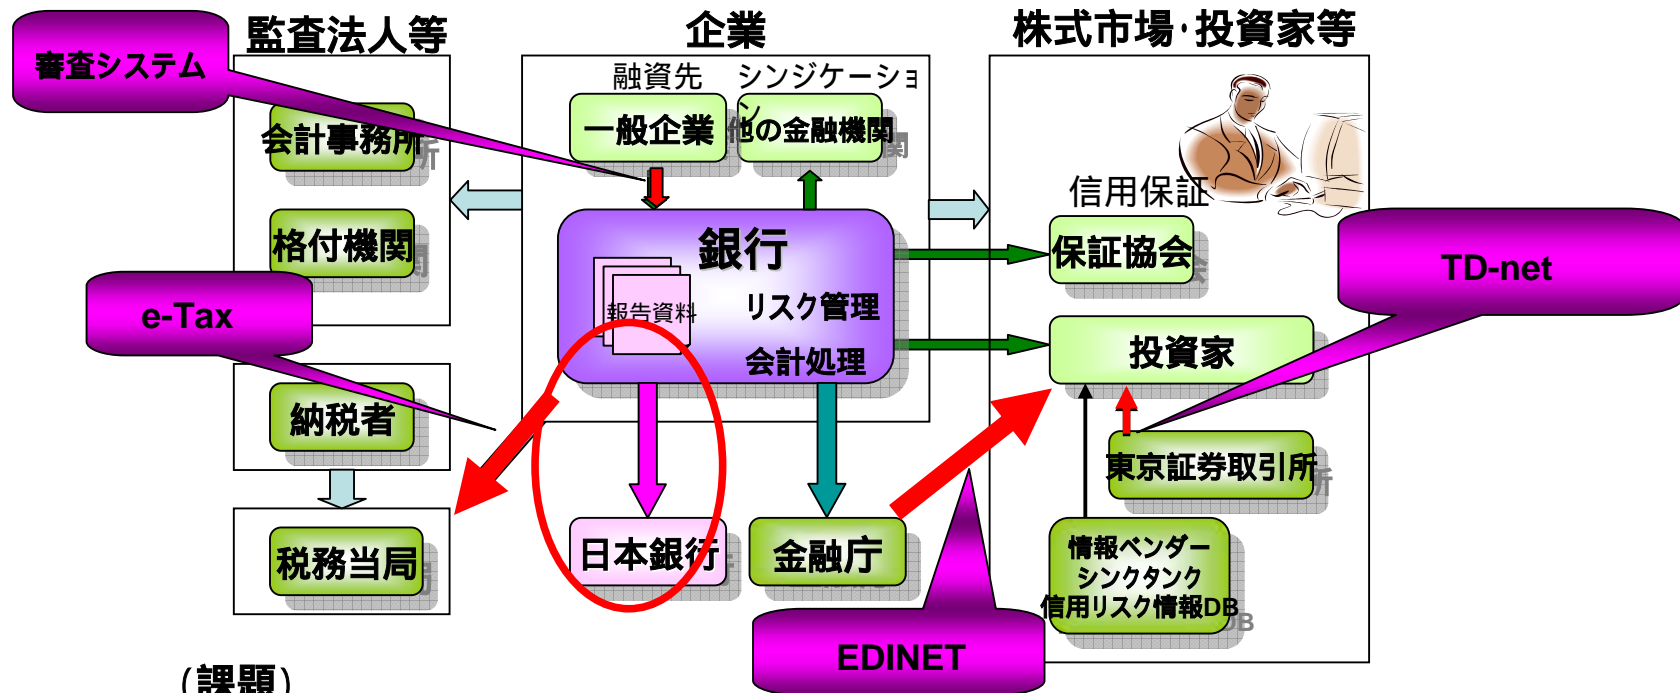 監査法人等
企業
株式市場・投資家等
審査システム
融資先
シンジケーション
会計事務所
一般企業
他の金融機関
格付機関
信用保証
銀行
保証協会
TD-net
e-Tax
報告資料
リスク管理
会計処理
投資家
納税者
東京証券取引所
税務当局
日本銀行
金融庁
情報ベンダー
シンクタンク
信用リスク情報DB
EDINET
(課題)